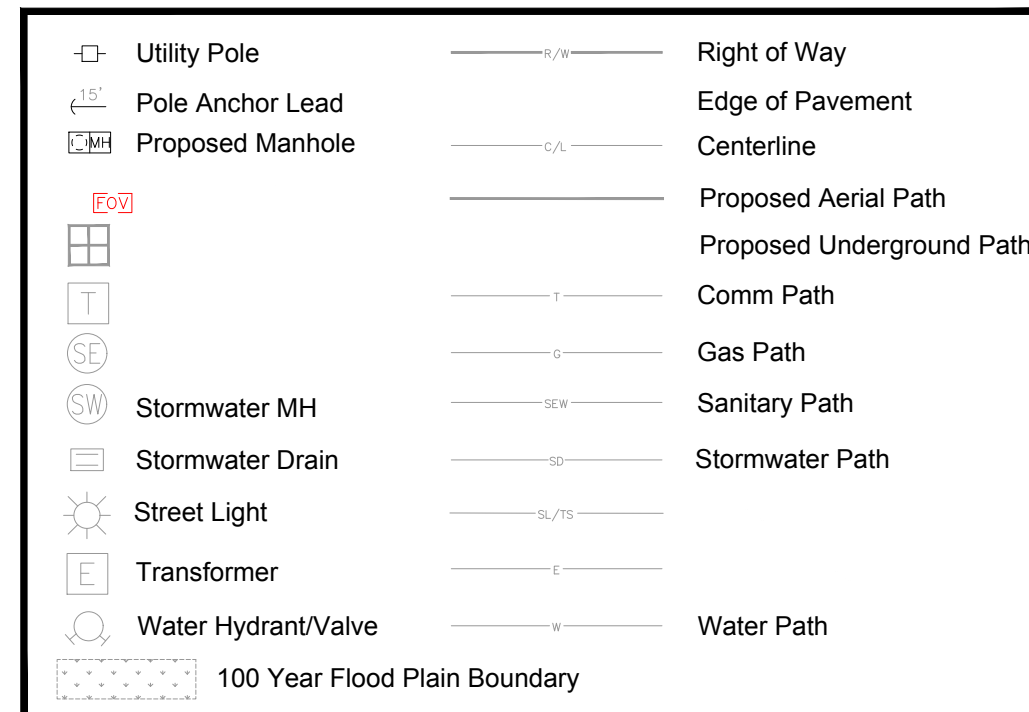 Utility Pole R/W Right of Way
15' Pole Anchor Lead Edge of Pavement
MH Proposed Manhole C/L Centerline
FOV Proposed Aerial Path
Proposed Underground Path
T T Comm Path
SE G Gas Path
SW Stormwater MH SEW Sanitary Path
Stormwater Drain SD Stormwater Path
Street Light SL/TS
E Transformer E
Water Hydrant/Valve W Water Path
100 Year Flood Plain Boundary